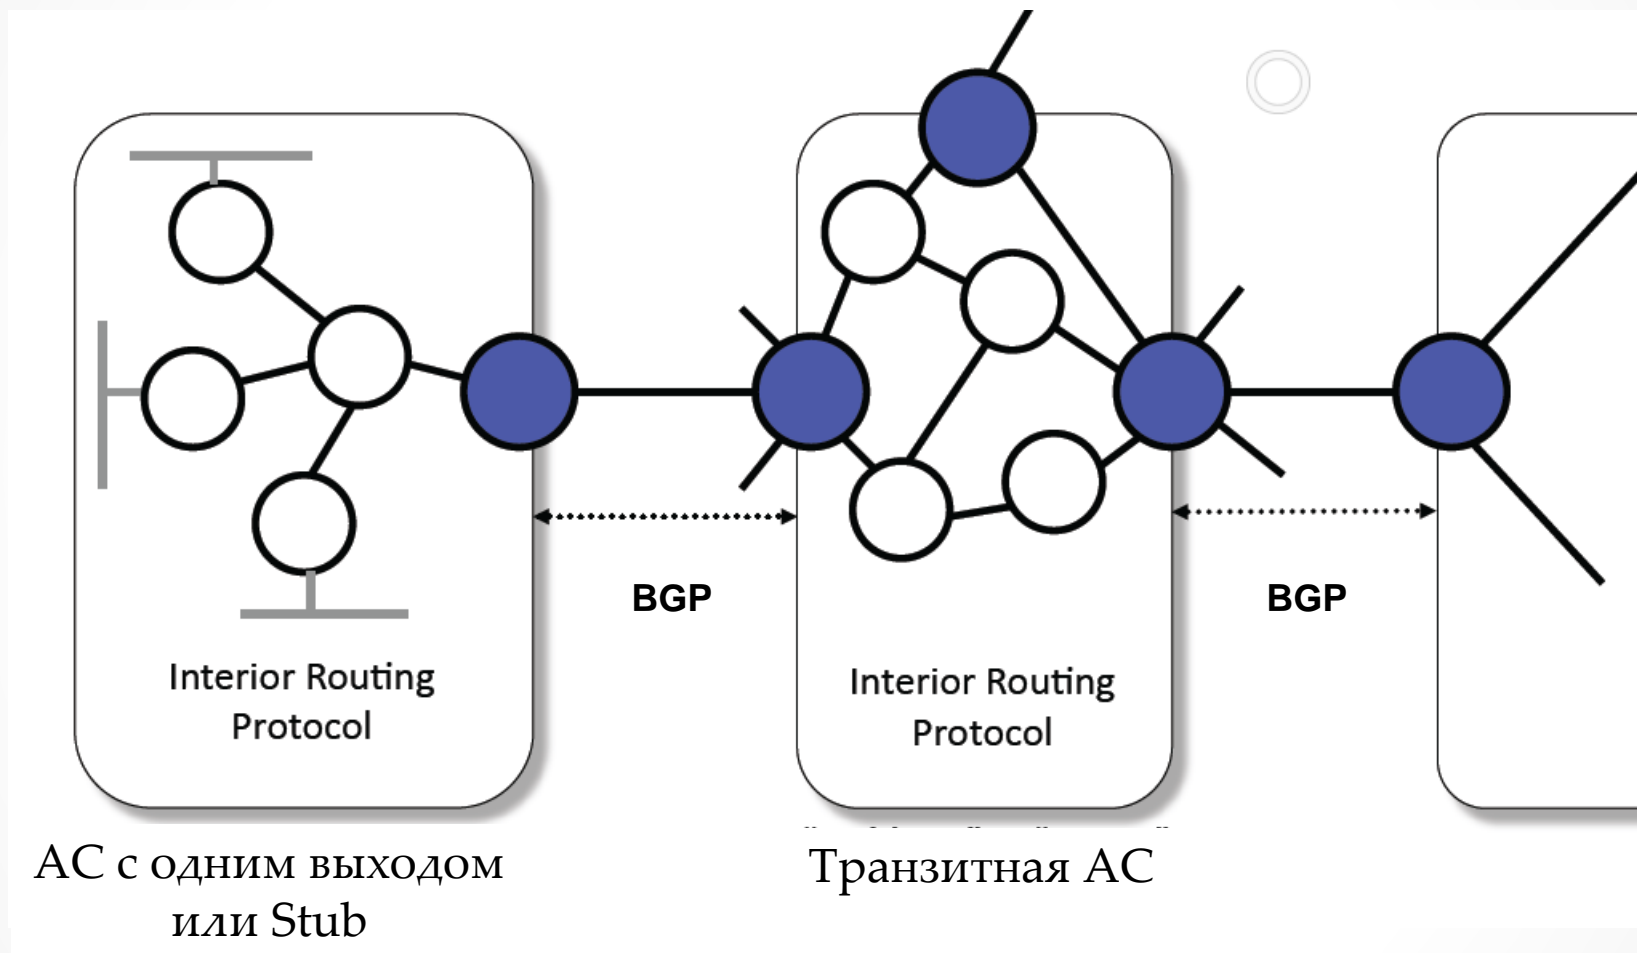 BGP
BGP
Interior Routing
Protocol
Interior Routing
Protocol
АС с одним выходом
или Stub
Транзитная АС